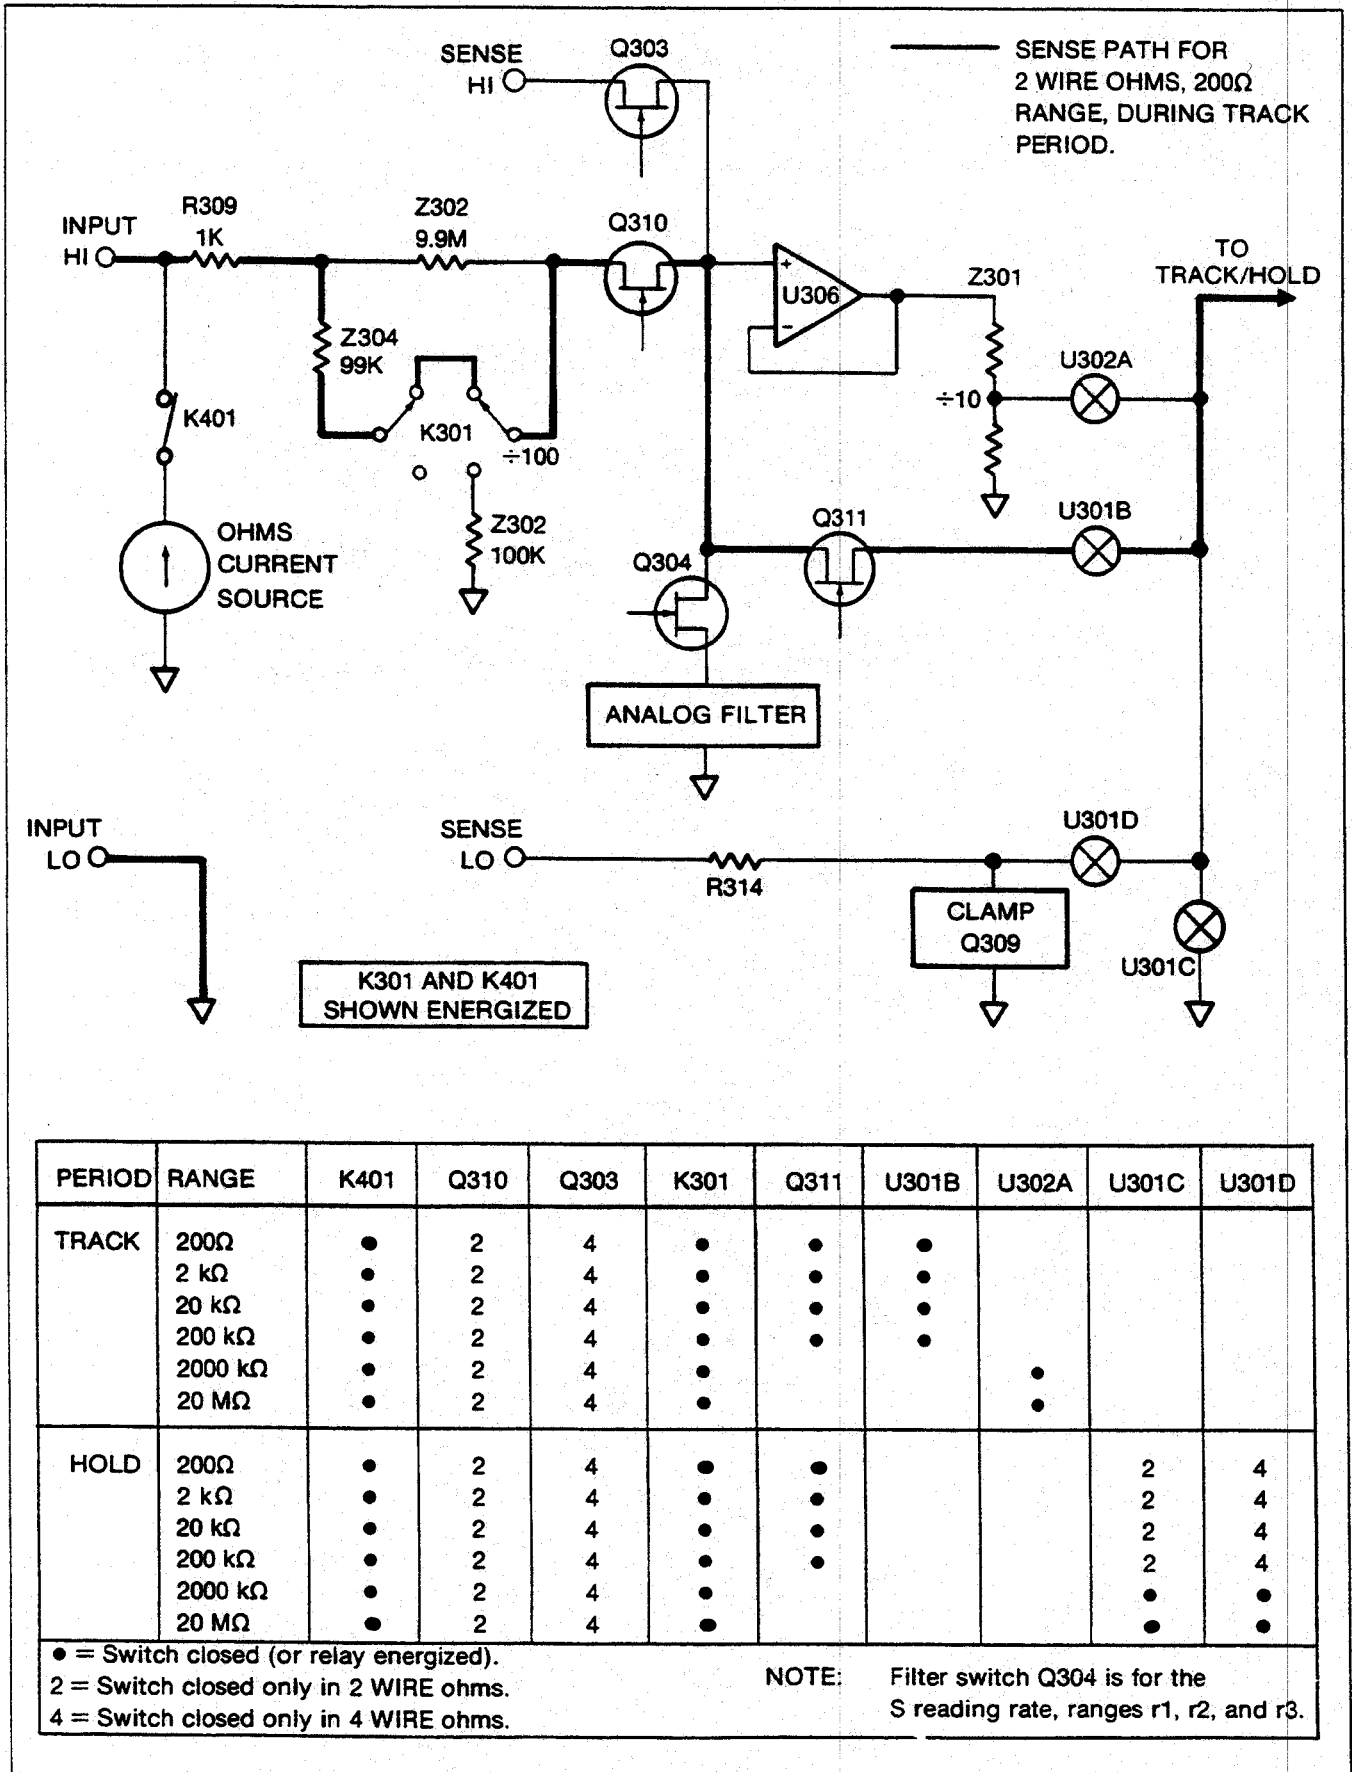 SENSE
HI
Q303
SENSE PATH FOR
2 WIRE OHMS, 200Ω
RANGE, DURING TRACK
PERIOD.
INPUT
HI
R309
1K
Z302
9.9M
Q310
TO
TRACK/HOLD
Z301
+
U306
−
U302A
÷10
Z304
99K
K401
K301
÷100
U301B
Q311
Z302
100K
Q304
OHMS
CURRENT
SOURCE
ANALOG FILTER
INPUT
LO
SENSE
LO
R314
U301D
CLAMP
Q309
U301C
K301 AND K401
SHOWN ENERGIZED
PERIOD RANGE K401 Q310 Q303 K301 Q311 U301B U302A U301C U301D
TRACK 200Ω ● 2 4 ● ● ●
2 kΩ ● 2 4 ● ● ●
20 kΩ ● 2 4 ● ● ●
200 kΩ ● 2 4 ● ● ●
2000 kΩ ● 2 4 ● ●
20 MΩ ● 2 4 ● ●
HOLD 200Ω ● 2 4 ● ● 2 4
2 kΩ ● 2 4 ● ● 2 4
20 kΩ ● 2 4 ● ● 2 4
200 kΩ ● 2 4 ● ● 2 4
2000 kΩ ● 2 4 ● ● ●
20 MΩ ● 2 4 ● ● ●
● = Switch closed (or relay energized).
2 = Switch closed only in 2 WIRE ohms.
4 = Switch closed only in 4 WIRE ohms.
NOTE: Filter switch Q304 is for the
S reading rate, ranges r1, r2, and r3.